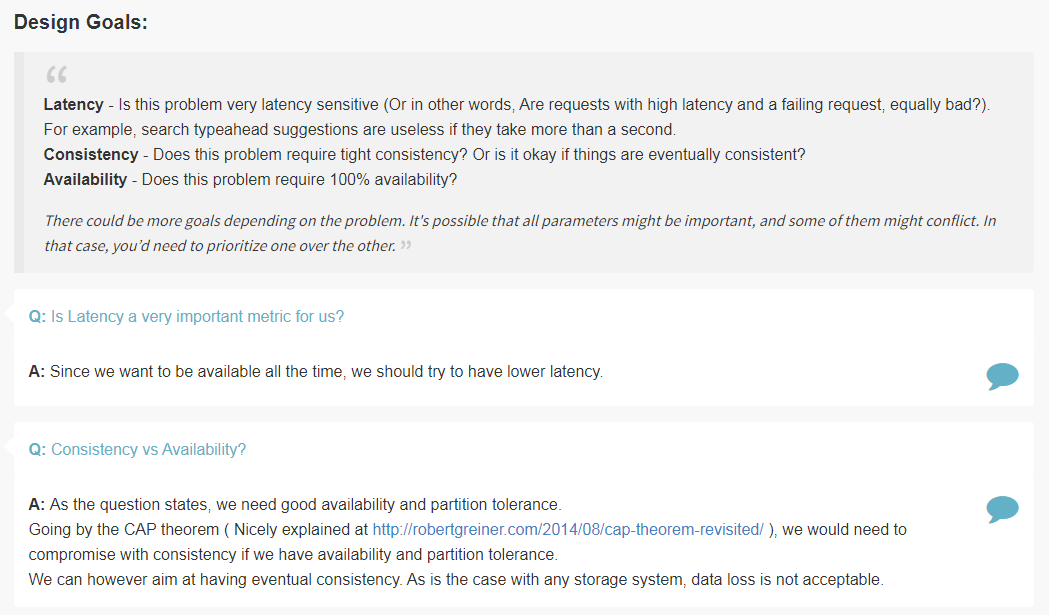 Design Goals:
“
Latency - Is this problem very latency sensitive (Or in other words, Are requests with high latency and a failing request, equally bad?).
For example, search typeahead suggestions are useless if they take more than a second.
Consistency - Does this problem require tight consistency? Or is it okay if things are eventually consistent?
Availability - Does this problem require 100% availability?
There could be more goals depending on the problem. It's possible that all parameters might be important, and some of them might conflict. In
that case, you’d need to prioritize one over the other. ”
Q: Is Latency a very important metric for us?
A: Since we want to be available all the time, we should try to have lower latency.
Q: Consistency vs Availability?
A: As the question states, we need good availability and partition tolerance.
Going by the CAP theorem ( Nicely explained at http://robertgreiner.com/2014/08/cap-theorem-revisited/ ), we would need to
compromise with consistency if we have availability and partition tolerance.
We can however aim at having eventual consistency. As is the case with any storage system, data loss is not acceptable.